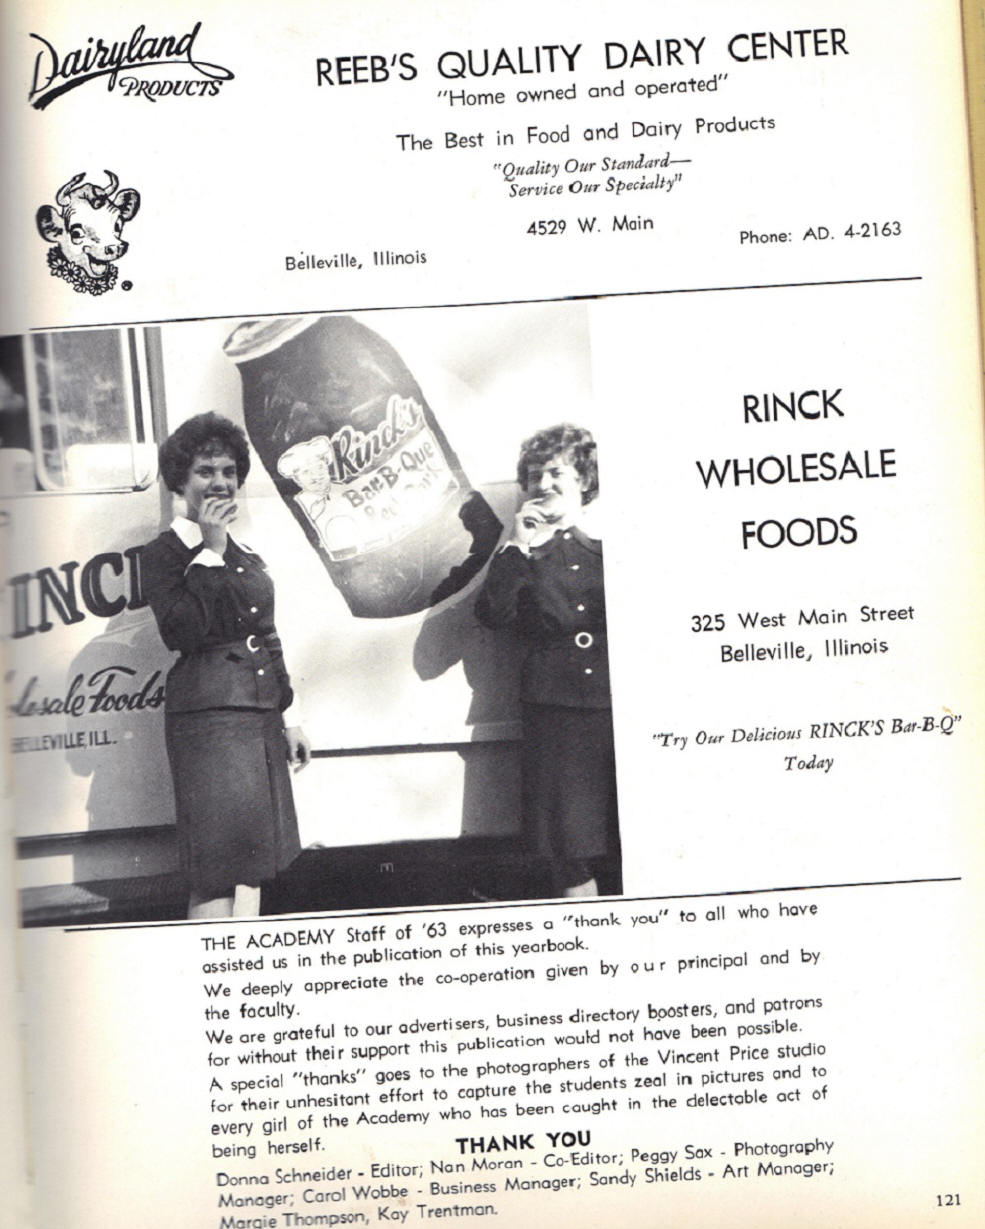 Dairyland
PRODUCTS
REEB'S QUALITY DAIRY CENTER
"Home owned and operated"
The Best in Food and Dairy Products
"Quality Our Standard—
Service Our Specialty"
4529 W. Main
Belleville, Illinois
Phone: AD. 4-2163
Rinck's
Bar-B-Que
INC
lesale Foods
BELLEVILLE, ILL.
RINCK
WHOLESALE
FOODS
325 West Main Street
Belleville, Illinois
"Try Our Delicious RINCK'S Bar-B-Q"
Today
THE ACADEMY Staff of '63 expresses a "thank you" to all who have
assisted us in the publication of this yearbook.
We deeply appreciate the co-operation given by our principal and by
the faculty.
We are grateful to our advertisers, business directory boosters, and patrons
for without their support this publication would not have been possible.
A special "thanks" goes to the photographers of the Vincent Price studio
for their unhesitant effort to capture the students zeal in pictures and to
every girl of the Academy who has been caught in the delectable act of
being herself.
THANK YOU
Donna Schneider - Editor; Nan Moran - Co-Editor; Peggy Sax - Photography
Manager; Carol Wobbe - Business Manager; Sandy Shields - Art Manager;
Margie Thompson, Kay Trentman.
121